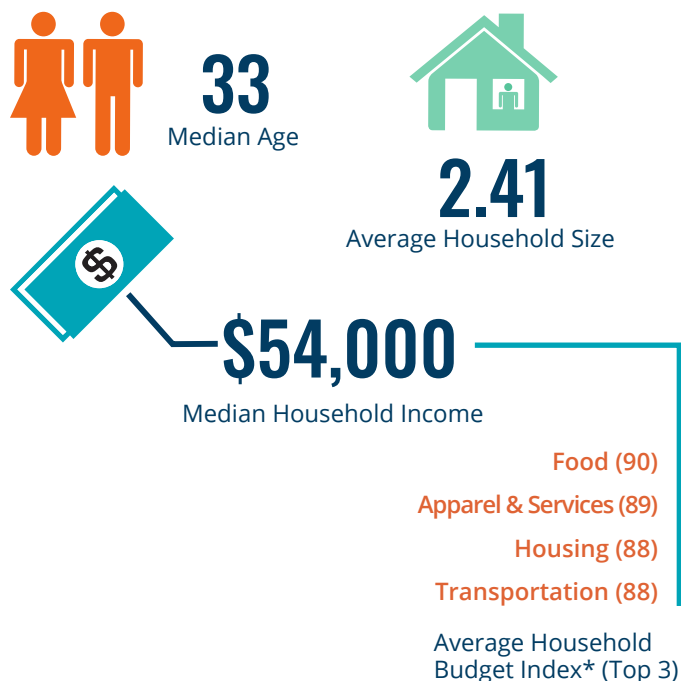 33
Median Age
2.41
Average Household Size
$
$54,000
Median Household Income
Food (90)
Apparel & Services (89)
Housing (88)
Transportation (88)
Average Household
Budget Index* (Top 3)